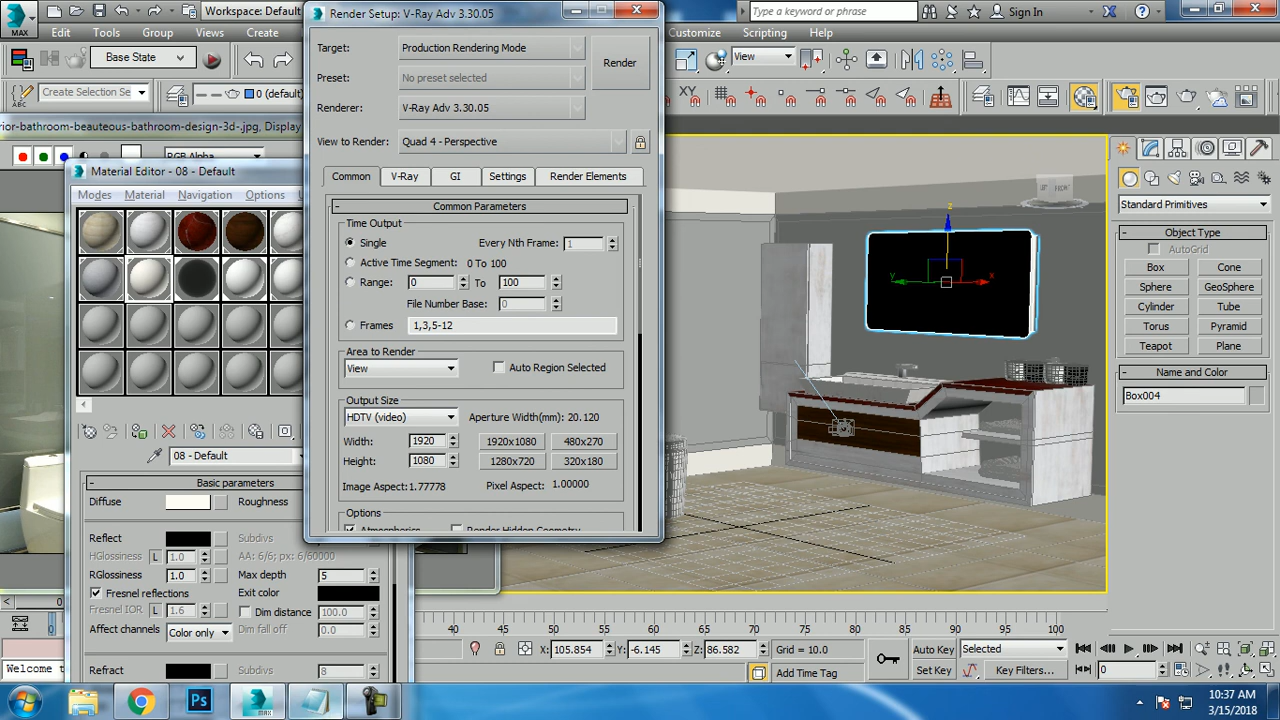 Workspace: Default
Render Setup: V-Ray Adv 3.30.05
Type a keyword or phrase
Sign In
MAX
Edit
Tools
Group
Views
Create
Customize
Scripting
Help
Base State
View
Create Selection Se
0 (default)
rior-bathroom-beauteous-bathroom-design-3d-.jpg, Display
RGB Alpha
Target:
Production Rendering Mode
Render
Preset:
No preset selected
Renderer:
V-Ray Adv 3.30.05
View to Render:
Quad 4 - Perspective
Common
V-Ray
GI
Settings
Render Elements
Common Parameters
Time Output
Single
Every Nth Frame:
1
Active Time Segment:
0 To 100
Range:
0
To
100
File Number Base:
0
Frames
1,3,5-12
Area to Render
View
Auto Region Selected
Output Size
HDTV (video)
Aperture Width(mm): 20.120
Width:
1920
1920x1080
480x270
Height:
1080
1280x720
320x180
Image Aspect:1.77778
Pixel Aspect:
1.00000
Options
Atmospherics
Render Hidden Geometry
Material Editor - 08 - Default
Modes
Material
Navigation
Options
08 - Default
Basic parameters
Diffuse
Roughness
Reflect
Subdivs
HGlossiness
L
1.0
AA: 6/6; px: 6/60000
RGlossiness
1.0
Max depth
5
Fresnel reflections
Exit color
Fresnel IOR
L
1.6
Dim distance
100.0
Affect channels
Color only
Dim fall off
0.0
Refract
Subdivs
8
z
y
x
Standard Primitives
Object Type
AutoGrid
Box
Cone
Sphere
GeoSphere
Cylinder
Tube
Torus
Pyramid
Teapot
Plane
Name and Color
Box004
0
40
45
50
55
60
65
70
75
80
85
90
95
100
X: 105.854
Y: -6.145
Z: 86.582
Grid = 10.0
Auto Key
Selected
Welcome t
Add Time Tag
Set Key
Key Filters...
0
Ps
MAX
10:37 AM
3/15/2018